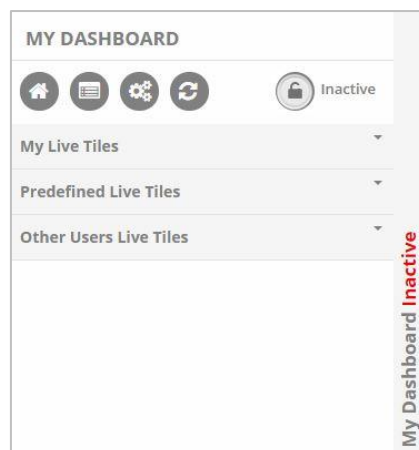 MY DASHBOARD
Inactive
My Live Tiles
Predefined Live Tiles
Other Users Live Tiles
My Dashboard Inactive